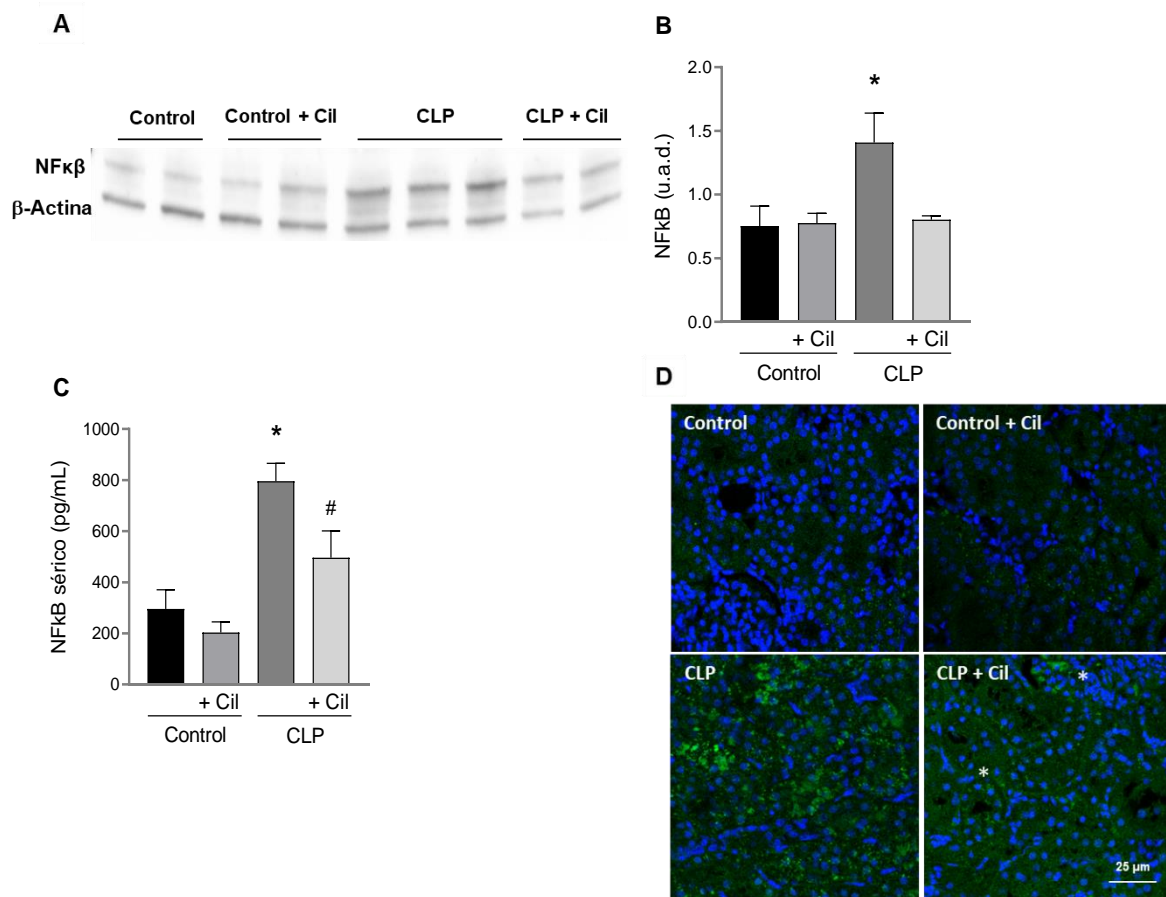 A
Control
Control + Cil
CLP
CLP + Cil
NFκβ
β-Actina
B
NFkB (u.a.d.)
2.0
1.5
1.0
0.5
0.0
*
+ Cil
+ Cil
Control
CLP
C
NFkB sérico (pg/mL)
1000
800
600
400
200
0
*
#
+ Cil
+ Cil
Control
CLP
D
Control
Control + Cil
CLP
CLP + Cil
*
*
25 µm